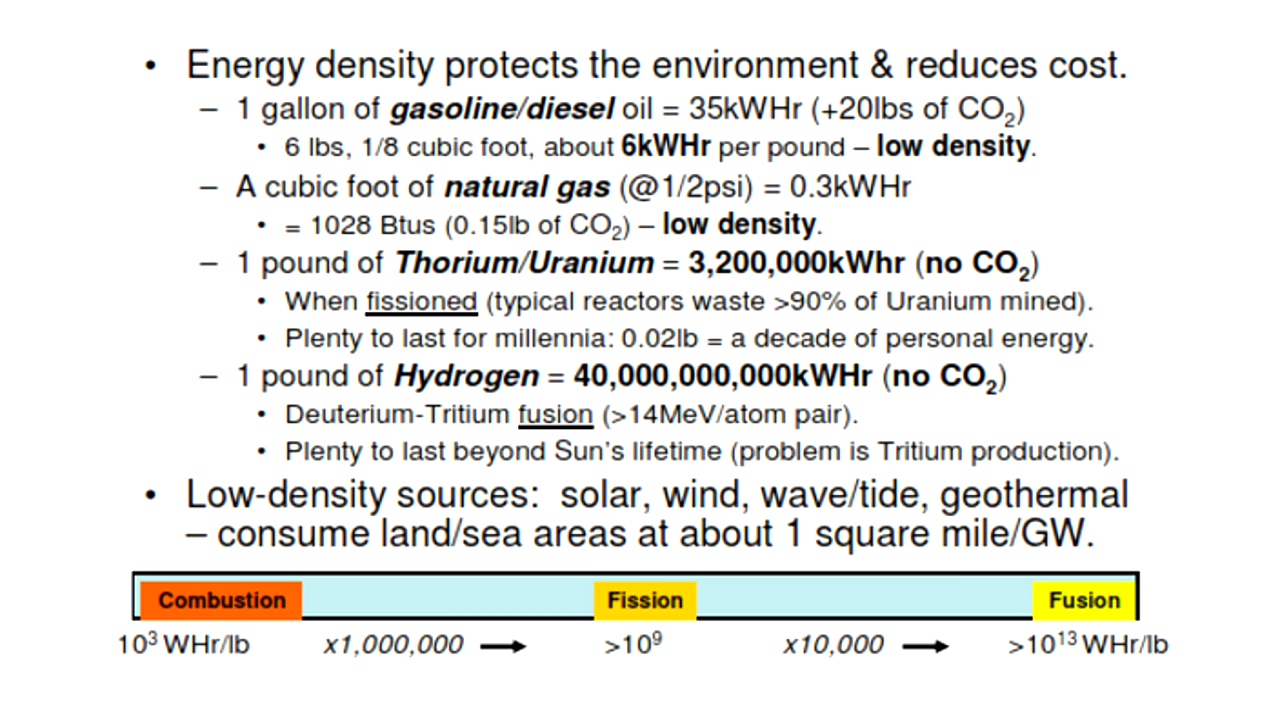 • Energy density protects the environment & reduces cost.
– 1 gallon of gasoline/diesel oil = 35kWHr (+20lbs of CO₂)
• 6 lbs, 1/8 cubic foot, about 6kWHr per pound – low density.
– A cubic foot of natural gas (@1/2psi) = 0.3kWHr
• = 1028 Btus (0.15lb of CO₂) – low density.
– 1 pound of Thorium/Uranium = 3,200,000kWhr (no CO₂)
• When fissioned (typical reactors waste >90% of Uranium mined).
• Plenty to last for millennia: 0.02lb = a decade of personal energy.
– 1 pound of Hydrogen = 40,000,000,000kWHr (no CO₂)
• Deuterium-Tritium fusion (>14MeV/atom pair).
• Plenty to last beyond Sun's lifetime (problem is Tritium production).
• Low-density sources: solar, wind, wave/tide, geothermal
– consume land/sea areas at about 1 square mile/GW.
Combustion Fission Fusion
10³ WHr/lb x1,000,000 → >10⁹ x10,000 → >10¹³ WHr/lb